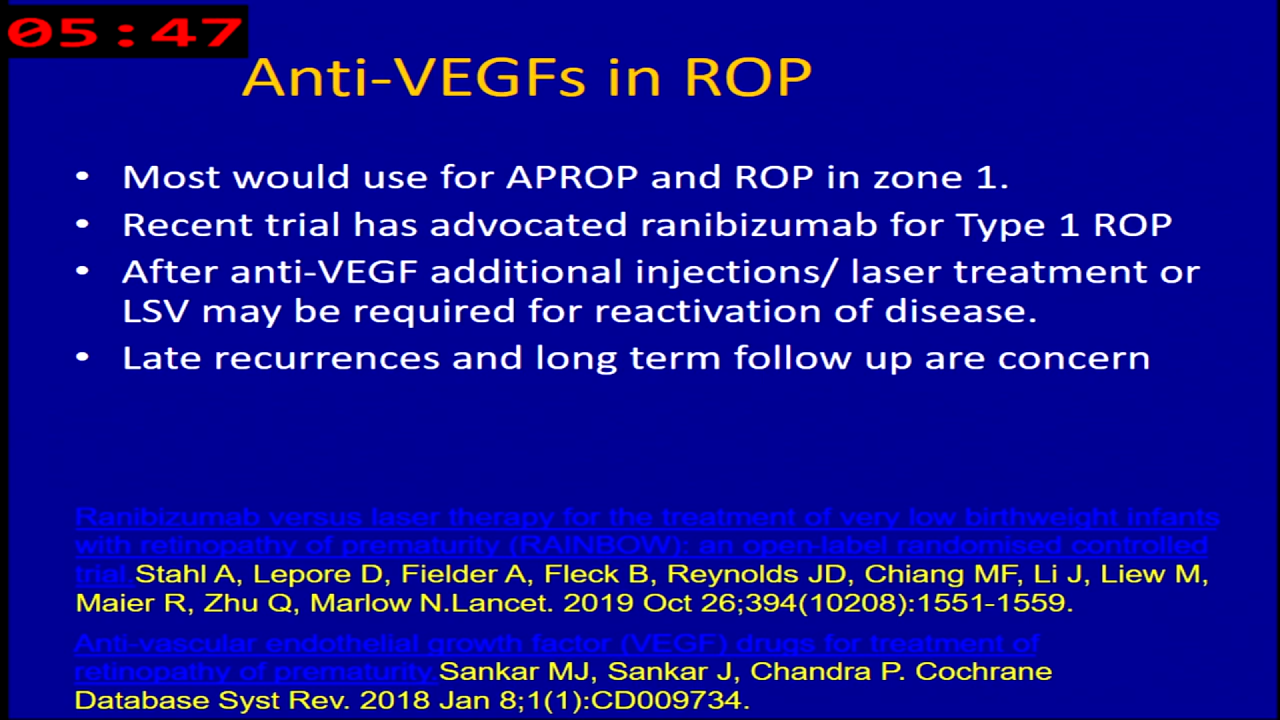 05:47
Anti-VEGFs in ROP
• Most would use for APROP and ROP in zone 1.
• Recent trial has advocated ranibizumab for Type 1 ROP
• After anti-VEGF additional injections/ laser treatment or
LSV may be required for reactivation of disease.
• Late recurrences and long term follow up are concern
Ranibizumab versus laser therapy for the treatment of very low birthweight infants
with retinopathy of prematurity (RAINBOW): an open-label randomised controlled
trial.Stahl A, Lepore D, Fielder A, Fleck B, Reynolds JD, Chiang MF, Li J, Liew M,
Maier R, Zhu Q, Marlow N.Lancet. 2019 Oct 26;394(10208):1551-1559.
Anti-vascular endothelial growth factor (VEGF) drugs for treatment of
retinopathy of prematurity.Sankar MJ, Sankar J, Chandra P. Cochrane
Database Syst Rev. 2018 Jan 8;1(1):CD009734.